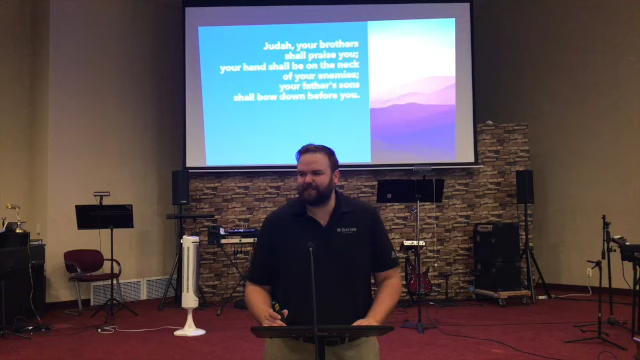 Judah, your brothers
shall praise you;
your hand shall be on the neck
of your enemies;
your father's sons
shall bow down before you.